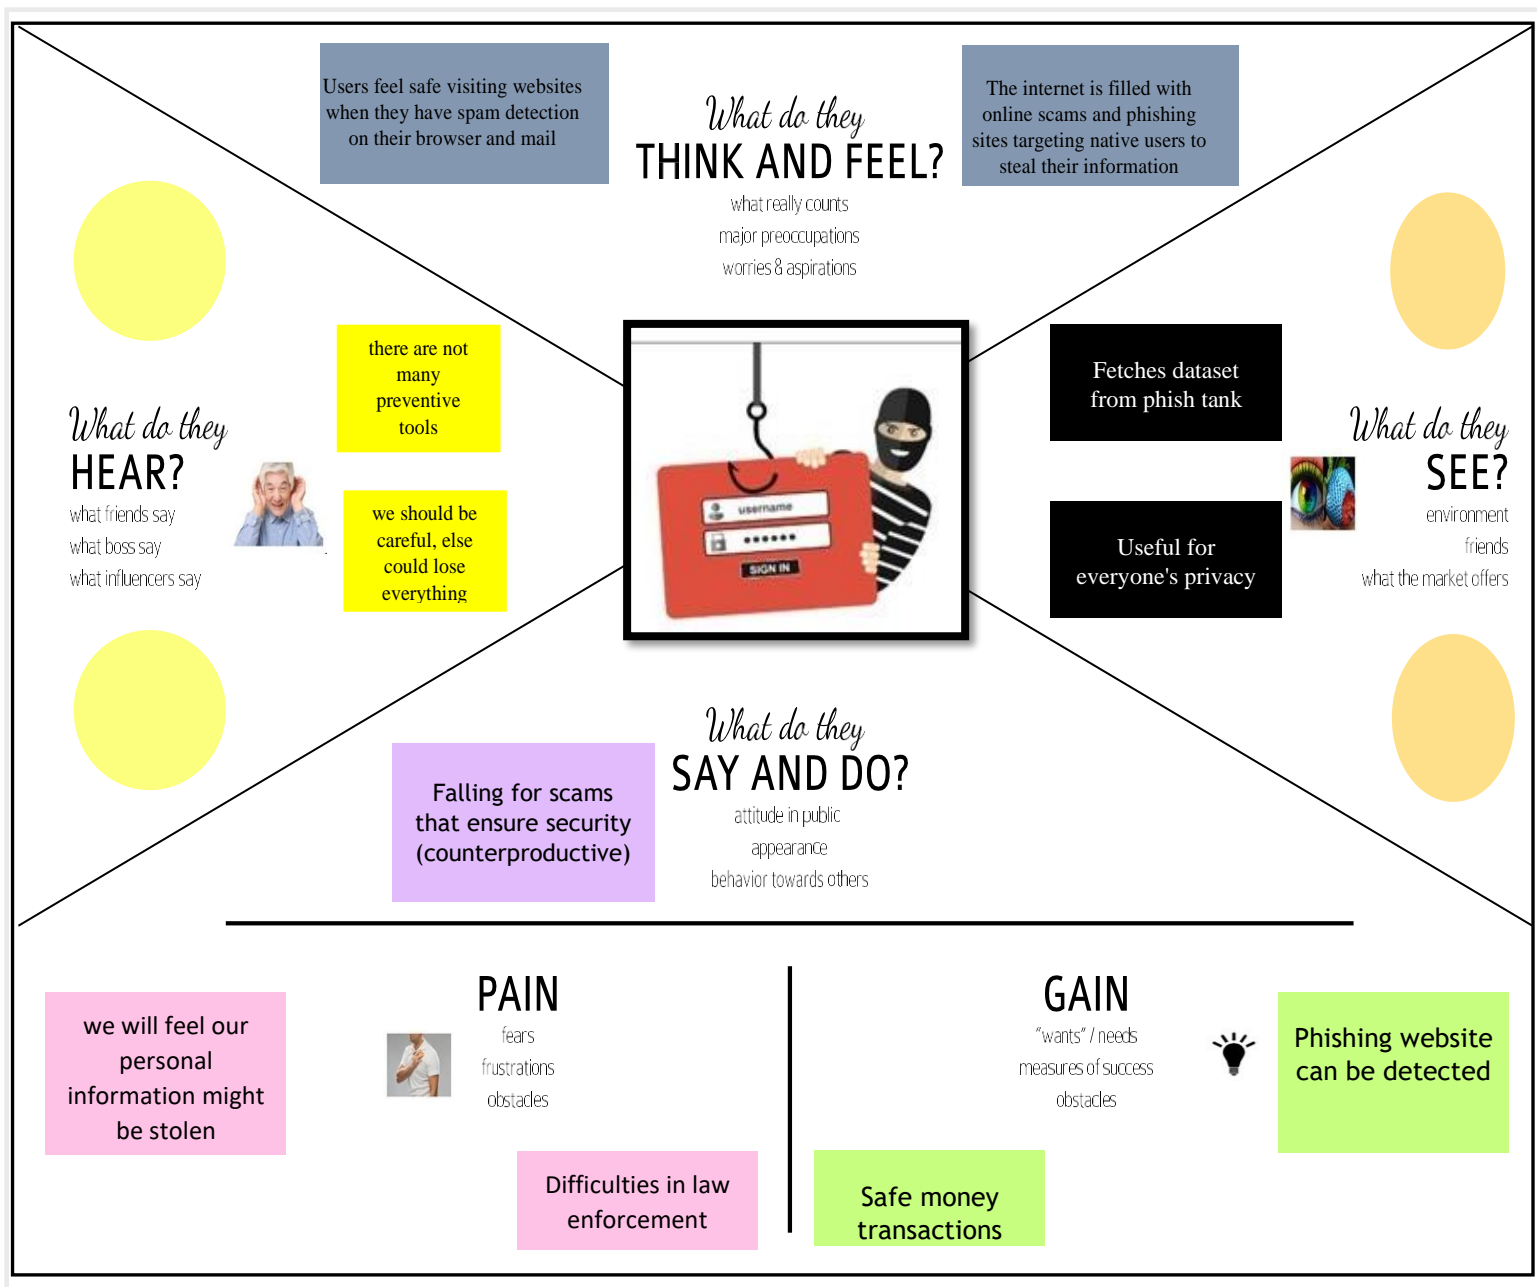 Users feel safe visiting websites
when they have spam detection
on their browser and mail
What do they
THINK AND FEEL?
what really counts
major preoccupations
worries & aspirations
The internet is filled with
online scams and phishing
sites targeting native users to
steal their information
What do they
HEAR?
what friends say
what boss say
what influencers say
there are not
many
preventive
tools
we should be
careful, else
could lose
everything
username
SIGN IN
Fetches dataset
from phish tank
Useful for
everyone's privacy
What do they
SEE?
environment
friends
what the market offers
What do they
SAY AND DO?
attitude in public
appearance
behavior towards others
Falling for scams
that ensure security
(counterproductive)
PAIN
fears
frustrations
obstacles
we will feel our
personal
information might
be stolen
Difficulties in law
enforcement
GAIN
"wants" / needs
measures of success
obstacles
Phishing website
can be detected
Safe money
transactions